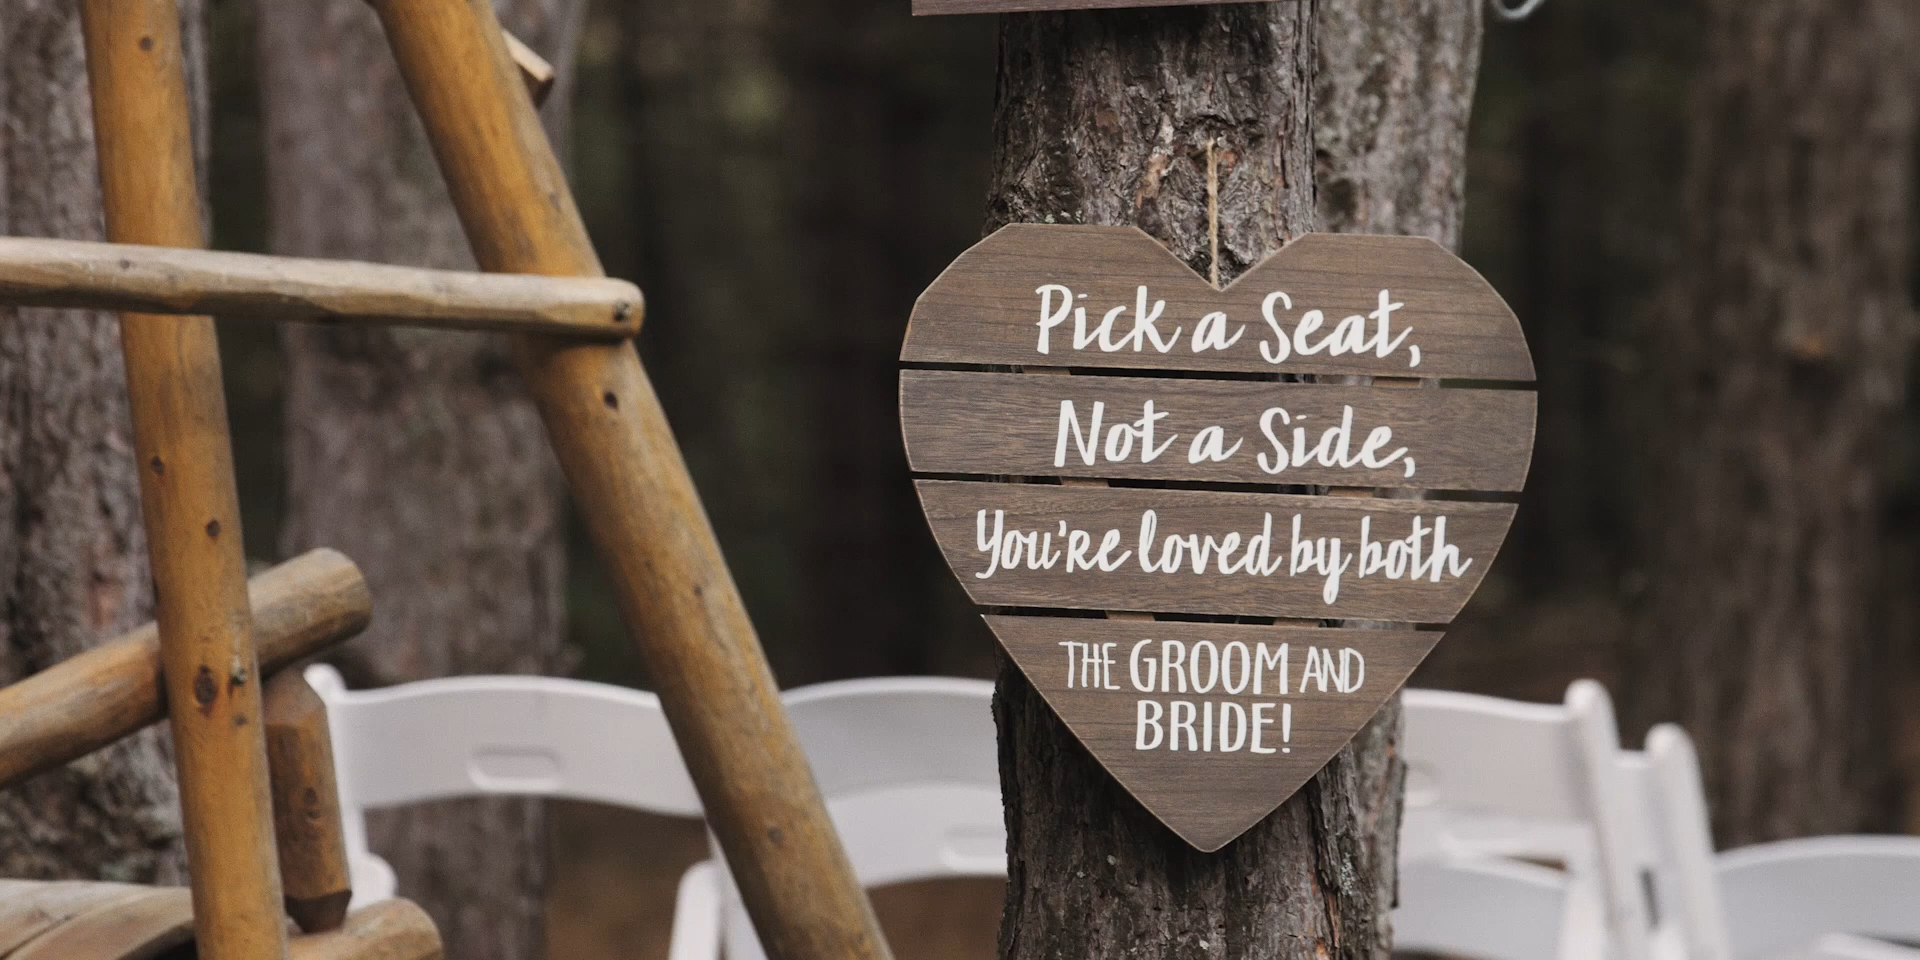 Pick a Seat,
Not a Side,
You're loved by both
THE GROOM AND
BRIDE!